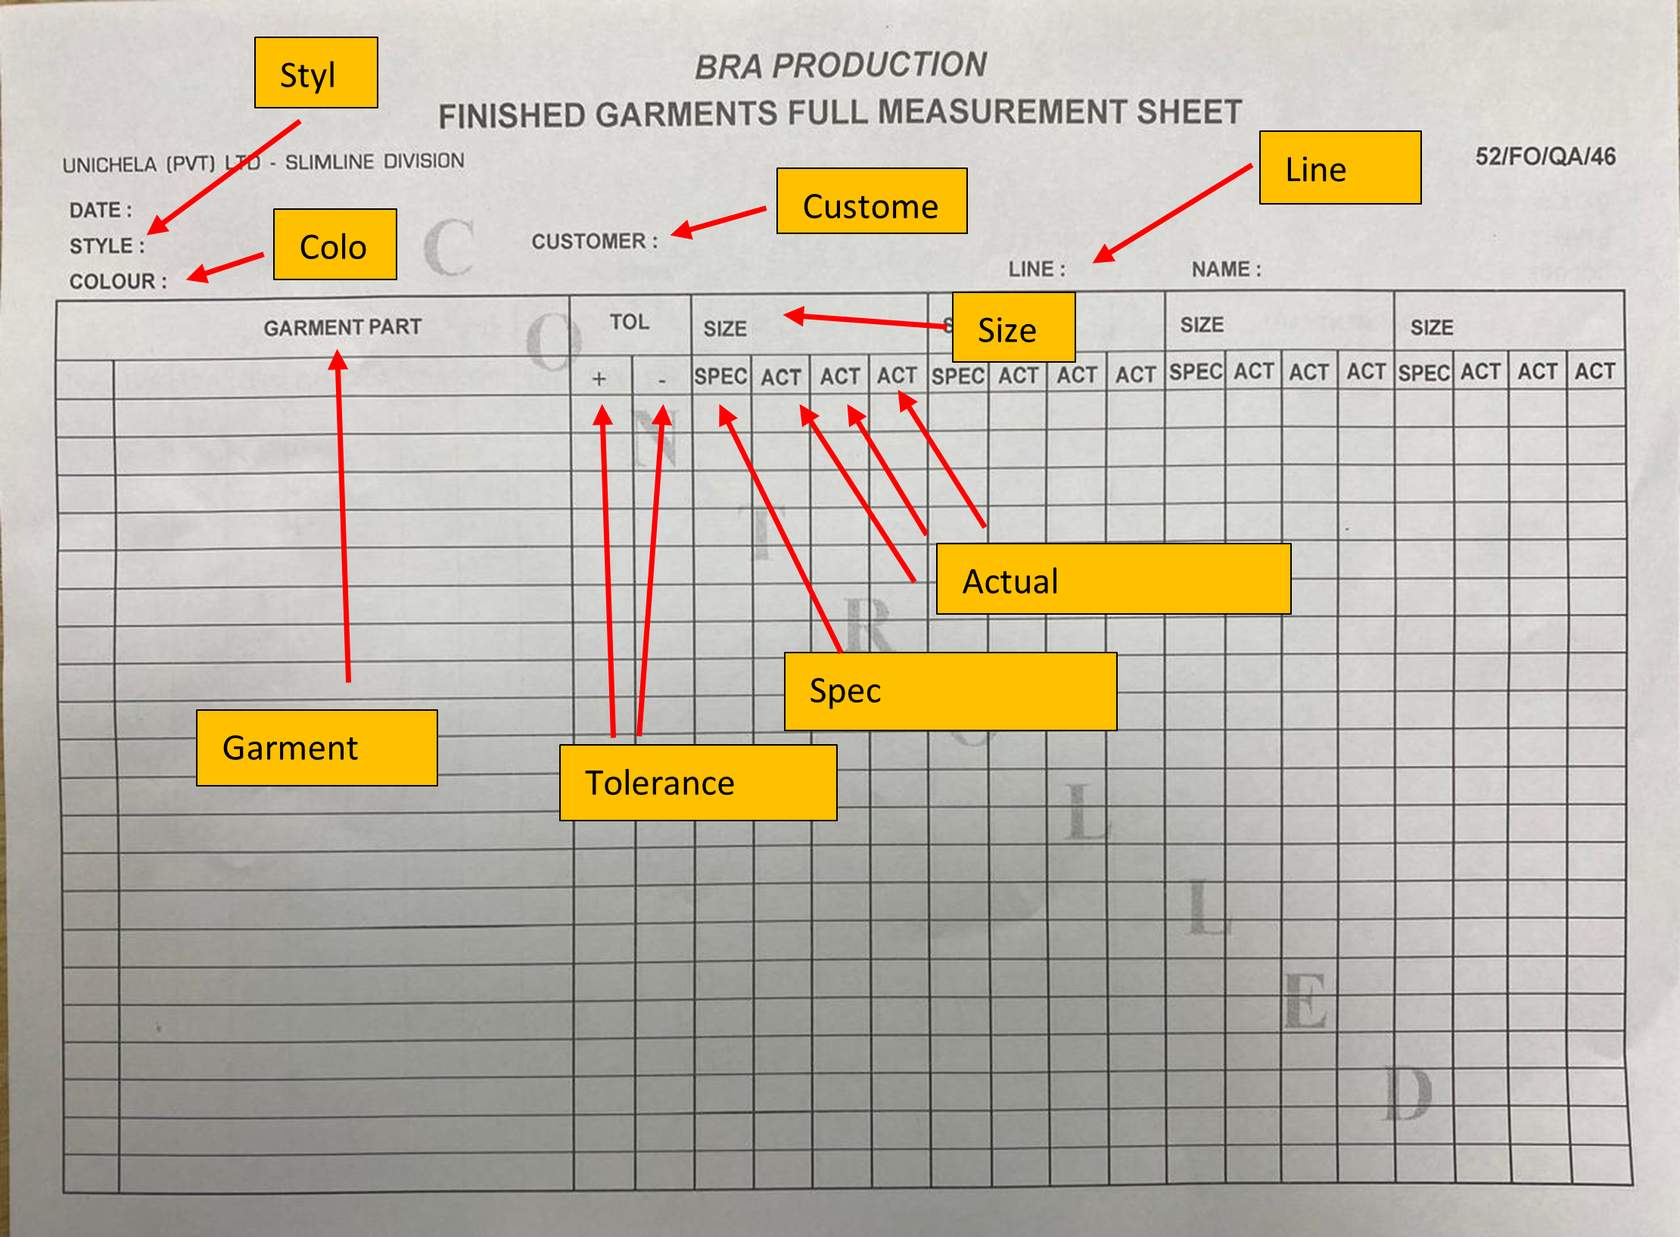 Styl
BRA PRODUCTION
FINISHED GARMENTS FULL MEASUREMENT SHEET
UNICHELA (PVT) LTD - SLIMLINE DIVISION
Line
52/FO/QA/46
DATE :
Custome
STYLE :
Colo
CUSTOMER :
COLOUR :
LINE : NAME :
GARMENT PART TOL SIZE Size SIZE SIZE
+ - SPEC ACT ACT ACT SPEC ACT ACT ACT SPEC ACT ACT ACT SPEC ACT ACT ACT
Actual
Spec
Garment
Tolerance
CONTROLLED